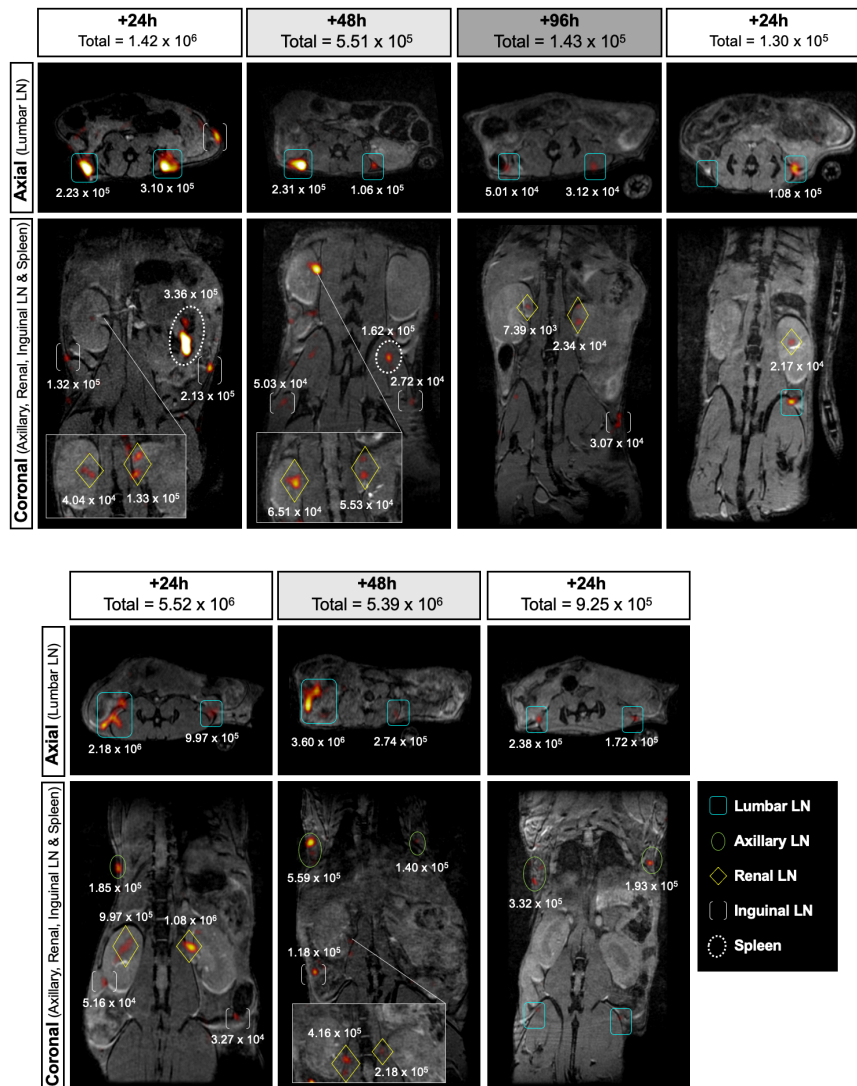 +24h
Total = 1.42 x 10⁶
+48h
Total = 5.51 x 10⁵
+96h
Total = 1.43 x 10⁵
+24h
Total = 1.30 x 10⁵
Axial (Lumbar LN)
2.23 x 10⁵
3.10 x 10⁵
2.31 x 10⁵
1.06 x 10⁵
5.01 x 10⁴
3.12 x 10⁴
1.08 x 10⁵
Coronal (Axillary, Renal, Inguinal LN & Spleen)
3.36 x 10⁵
1.32 x 10⁵
2.13 x 10⁵
4.04 x 10⁴
1.33 x 10⁵
1.62 x 10⁵
5.03 x 10⁴
2.72 x 10⁴
6.51 x 10⁴
5.53 x 10⁴
7.39 x 10³
2.34 x 10⁴
3.07 x 10⁴
2.17 x 10⁴
+24h
Total = 5.52 x 10⁶
+48h
Total = 5.39 x 10⁶
+24h
Total = 9.25 x 10⁵
Axial (Lumbar LN)
2.18 x 10⁶
9.97 x 10⁵
3.60 x 10⁶
2.74 x 10⁵
2.38 x 10⁵
1.72 x 10⁵
Coronal (Axillary, Renal, Inguinal LN & Spleen)
1.85 x 10⁵
9.97 x 10⁵
1.08 x 10⁶
5.16 x 10⁴
3.27 x 10⁴
5.59 x 10⁵
1.40 x 10⁵
1.18 x 10⁵
4.16 x 10⁵
2.18 x 10⁵
3.32 x 10⁵
1.93 x 10⁵
Lumbar LN
Axillary LN
Renal LN
Inguinal LN
Spleen